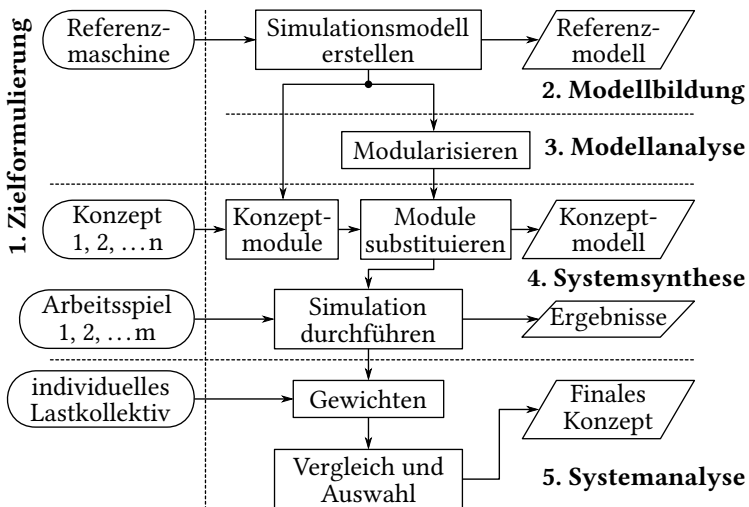 1. Zielformulierung
Referenz-
maschine
Simulationsmodell
erstellen
Referenz-
modell
2. Modellbildung
Modularisieren
3. Modellanalyse
Konzept
1, 2, …n
Konzept-
module
Module
substituieren
Konzept-
modell
4. Systemsynthese
Arbeitsspiel
1, 2, …m
Simulation
durchführen
Ergebnisse
individuelles
Lastkollektiv
Gewichten
Finales
Konzept
Vergleich und
Auswahl
5. Systemanalyse